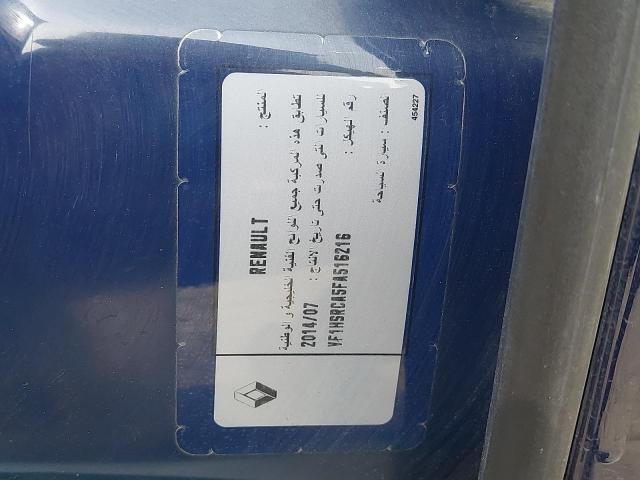 المنتج : RENAULT
تطابق هذه المركبة جميع اللوائح الفنية الخليجية و الوطنية
للسيارات التي صدرت حتى تاريخ الانتاج : 2014/07
رقم الهيكل : VF1HSRCA5FA516216
الصنف : سيارة للسياحة
454227